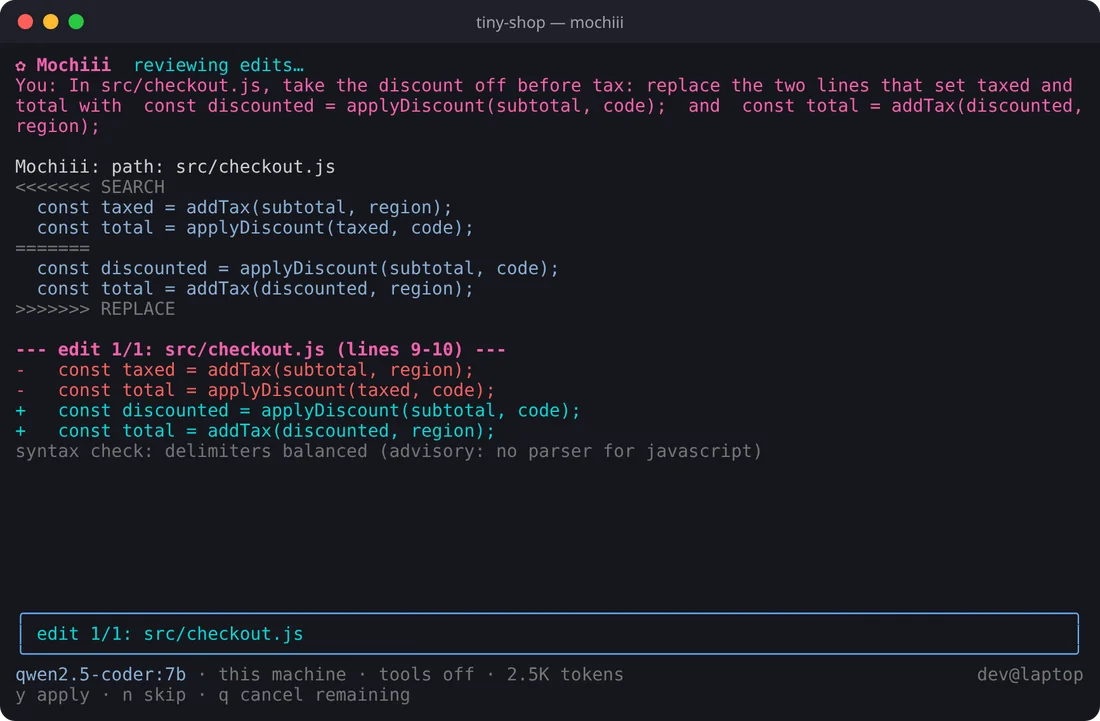 tiny-shop — mochiii
✿ Mochiii  reviewing edits…
You: In src/checkout.js, take the discount off before tax: replace the two lines that set taxed and
total with  const discounted = applyDiscount(subtotal, code);  and  const total = addTax(discounted,
region);
Mochiii: path: src/checkout.js
<<<<<<< SEARCH
  const taxed = addTax(subtotal, region);
  const total = applyDiscount(taxed, code);
=======
  const discounted = applyDiscount(subtotal, code);
  const total = addTax(discounted, region);
>>>>>>> REPLACE
--- edit 1/1: src/checkout.js (lines 9-10) ---
-   const taxed = addTax(subtotal, region);
-   const total = applyDiscount(taxed, code);
+   const discounted = applyDiscount(subtotal, code);
+   const total = addTax(discounted, region);
syntax check: delimiters balanced (advisory: no parser for javascript)
edit 1/1: src/checkout.js
qwen2.5-coder:7b · this machine · tools off · 2.5K tokens dev@laptop
y apply · n skip · q cancel remaining